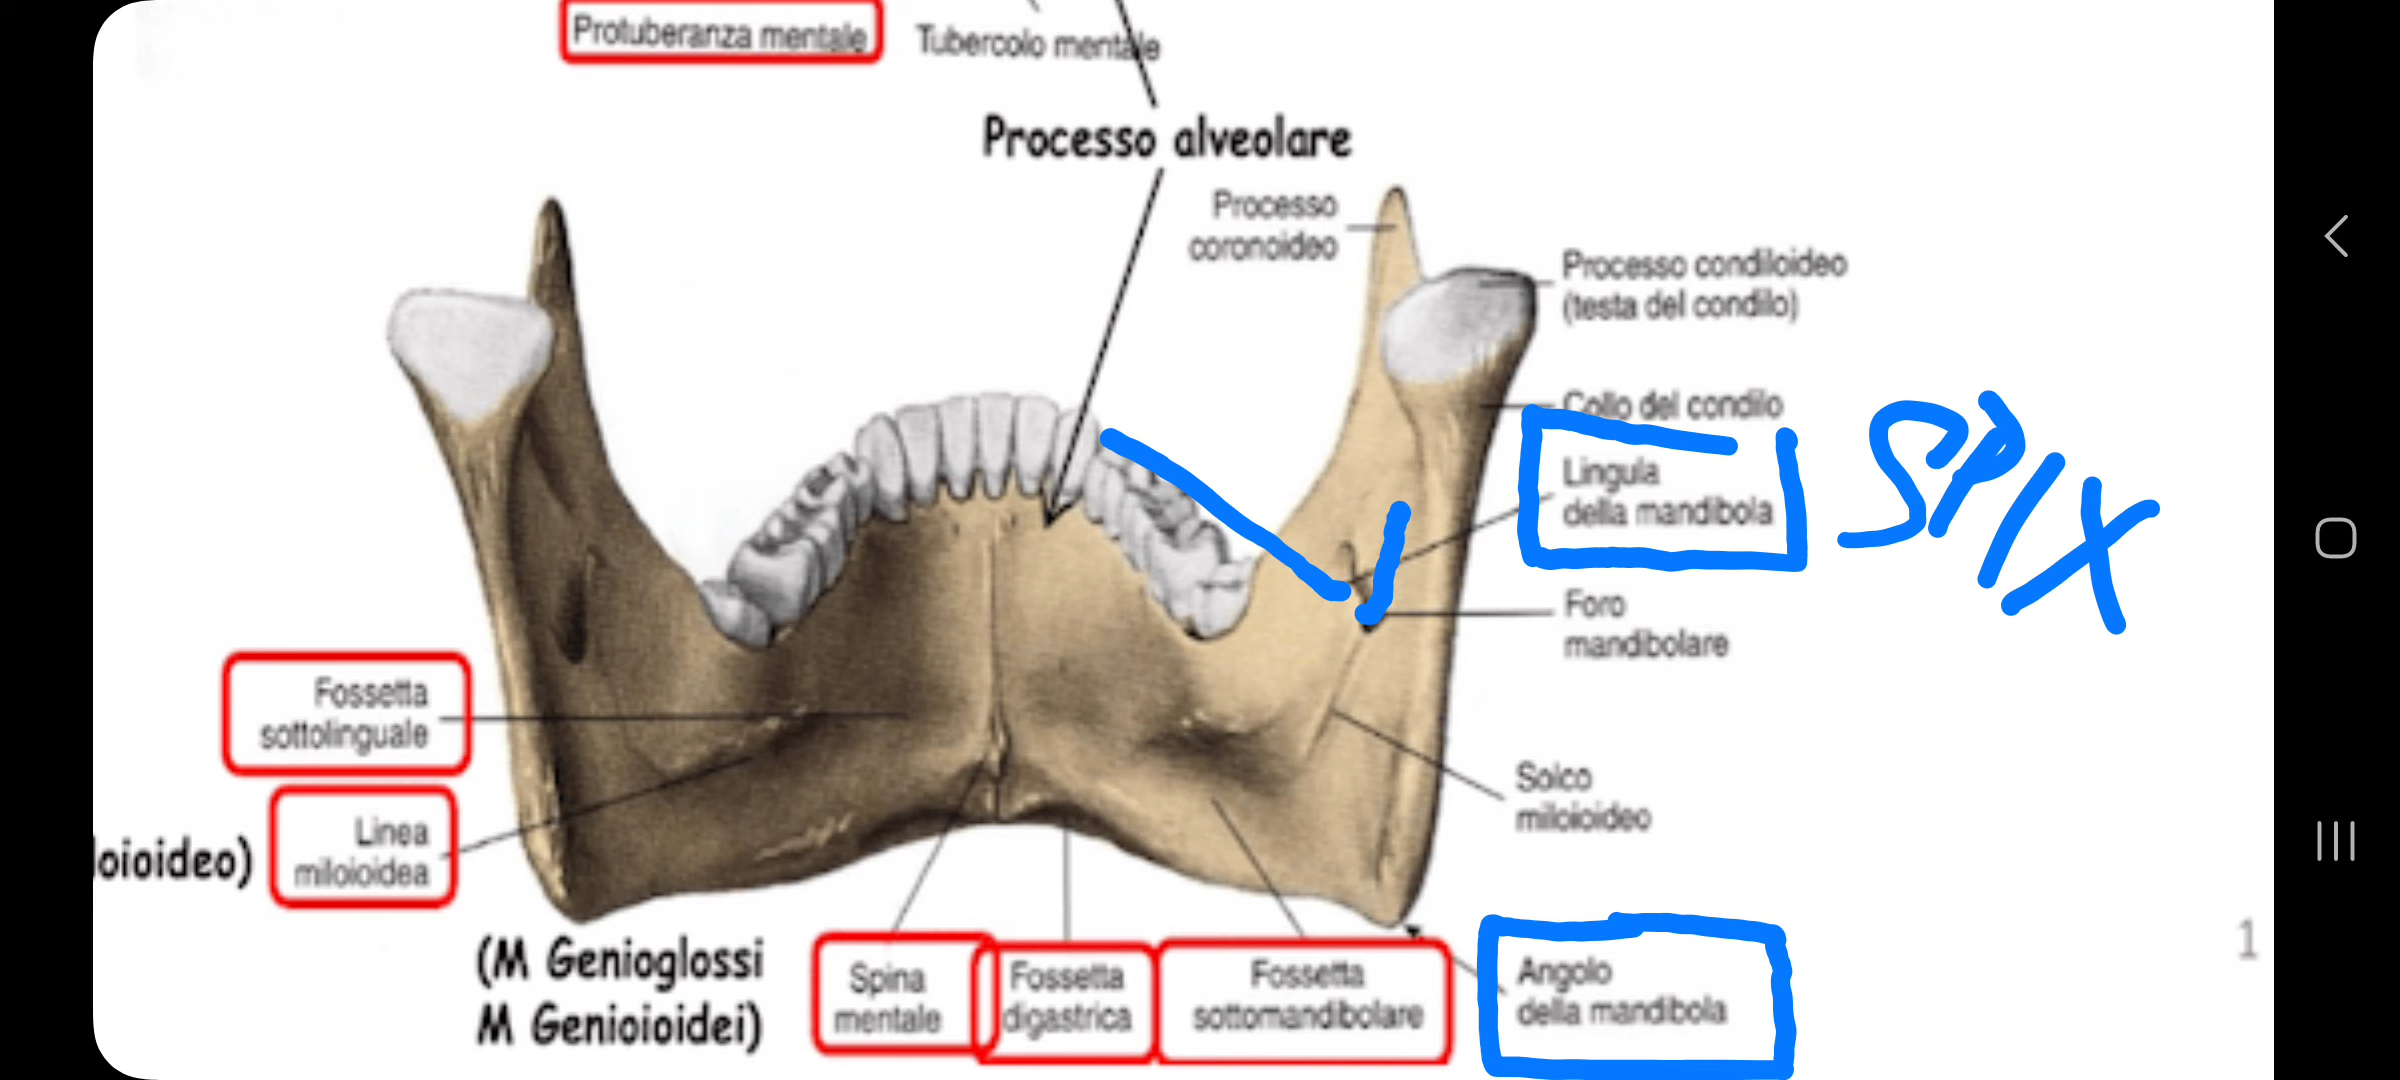 Protuberanza mentale
Tubercolo mentale
Processo alveolare
Processo
coronoideo
Processo condiloideo
(testa del condilo)
Collo del condilo
Lingula
della mandibola
SPIX
Foro
mandibolare
Fossetta
sottolinguale
Solco
miloioideo
Linea
miloioidea
loioideo)
(M Genioglossi
M Genioioidei)
Spina
mentale
Fossetta
digastrica
Fossetta
sottomandibolare
Angolo
della mandibola
1